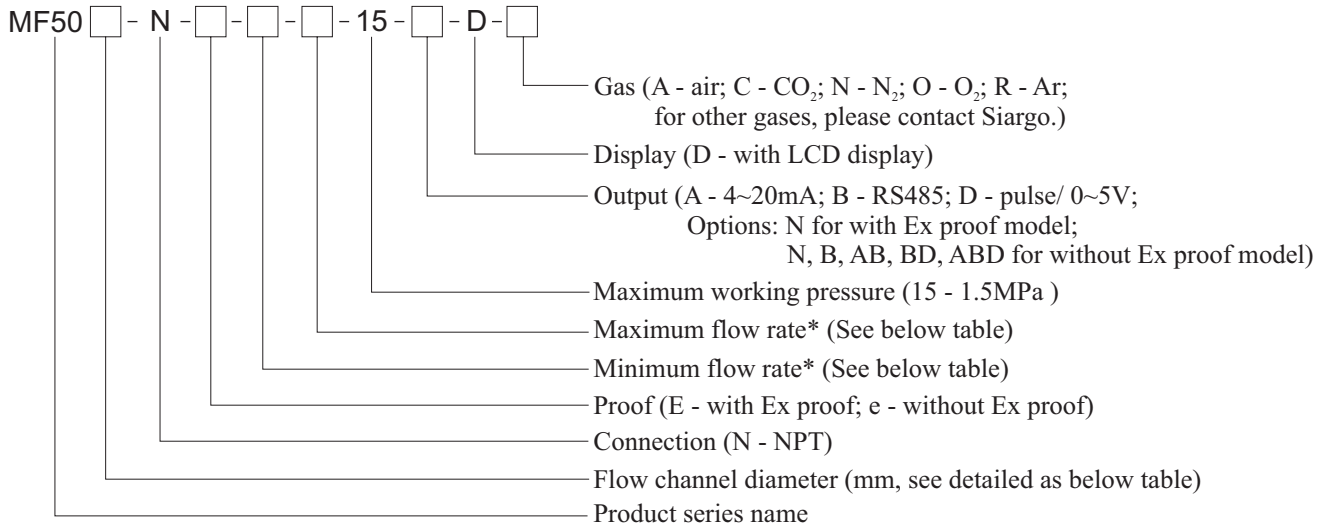 MF50 - N - - - - 15 - - D -
Gas (A - air; C - CO₂; N - N₂; O - O₂; R - Ar;
for other gases, please contact Siargo.)
Display (D - with LCD display)
Output (A - 4~20mA; B - RS485; D - pulse/ 0~5V;
Options: N for with Ex proof model;
N, B, AB, BD, ABD for without Ex proof model)
Maximum working pressure (15 - 1.5MPa )
Maximum flow rate* (See below table)
Minimum flow rate* (See below table)
Proof (E - with Ex proof; e - without Ex proof)
Connection (N - NPT)
Flow channel diameter (mm, see detailed as below table)
Product series name